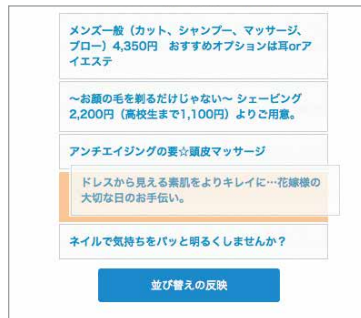 メンズ一般（カット、シャンプー、マッサージ、
ブロー）4,350円　おすすめオプションは耳orア
イエステ
〜お顔の毛を剃るだけじゃない〜 シェービング
2,200円（高校生まで1,100円）よりご用意。
アンチエイジングの要☆頭皮マッサージ
ドレスから見える素肌をよりキレイに…花嫁様の
大切な日のお手伝い。
ネイルで気持ちをパッと明るくしませんか？
並び替えの反映